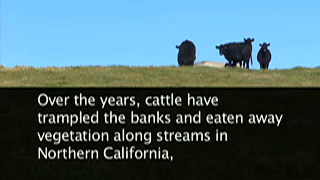 Over the years, cattle have
trampled the banks and eaten away
vegetation along streams in
Northern California,